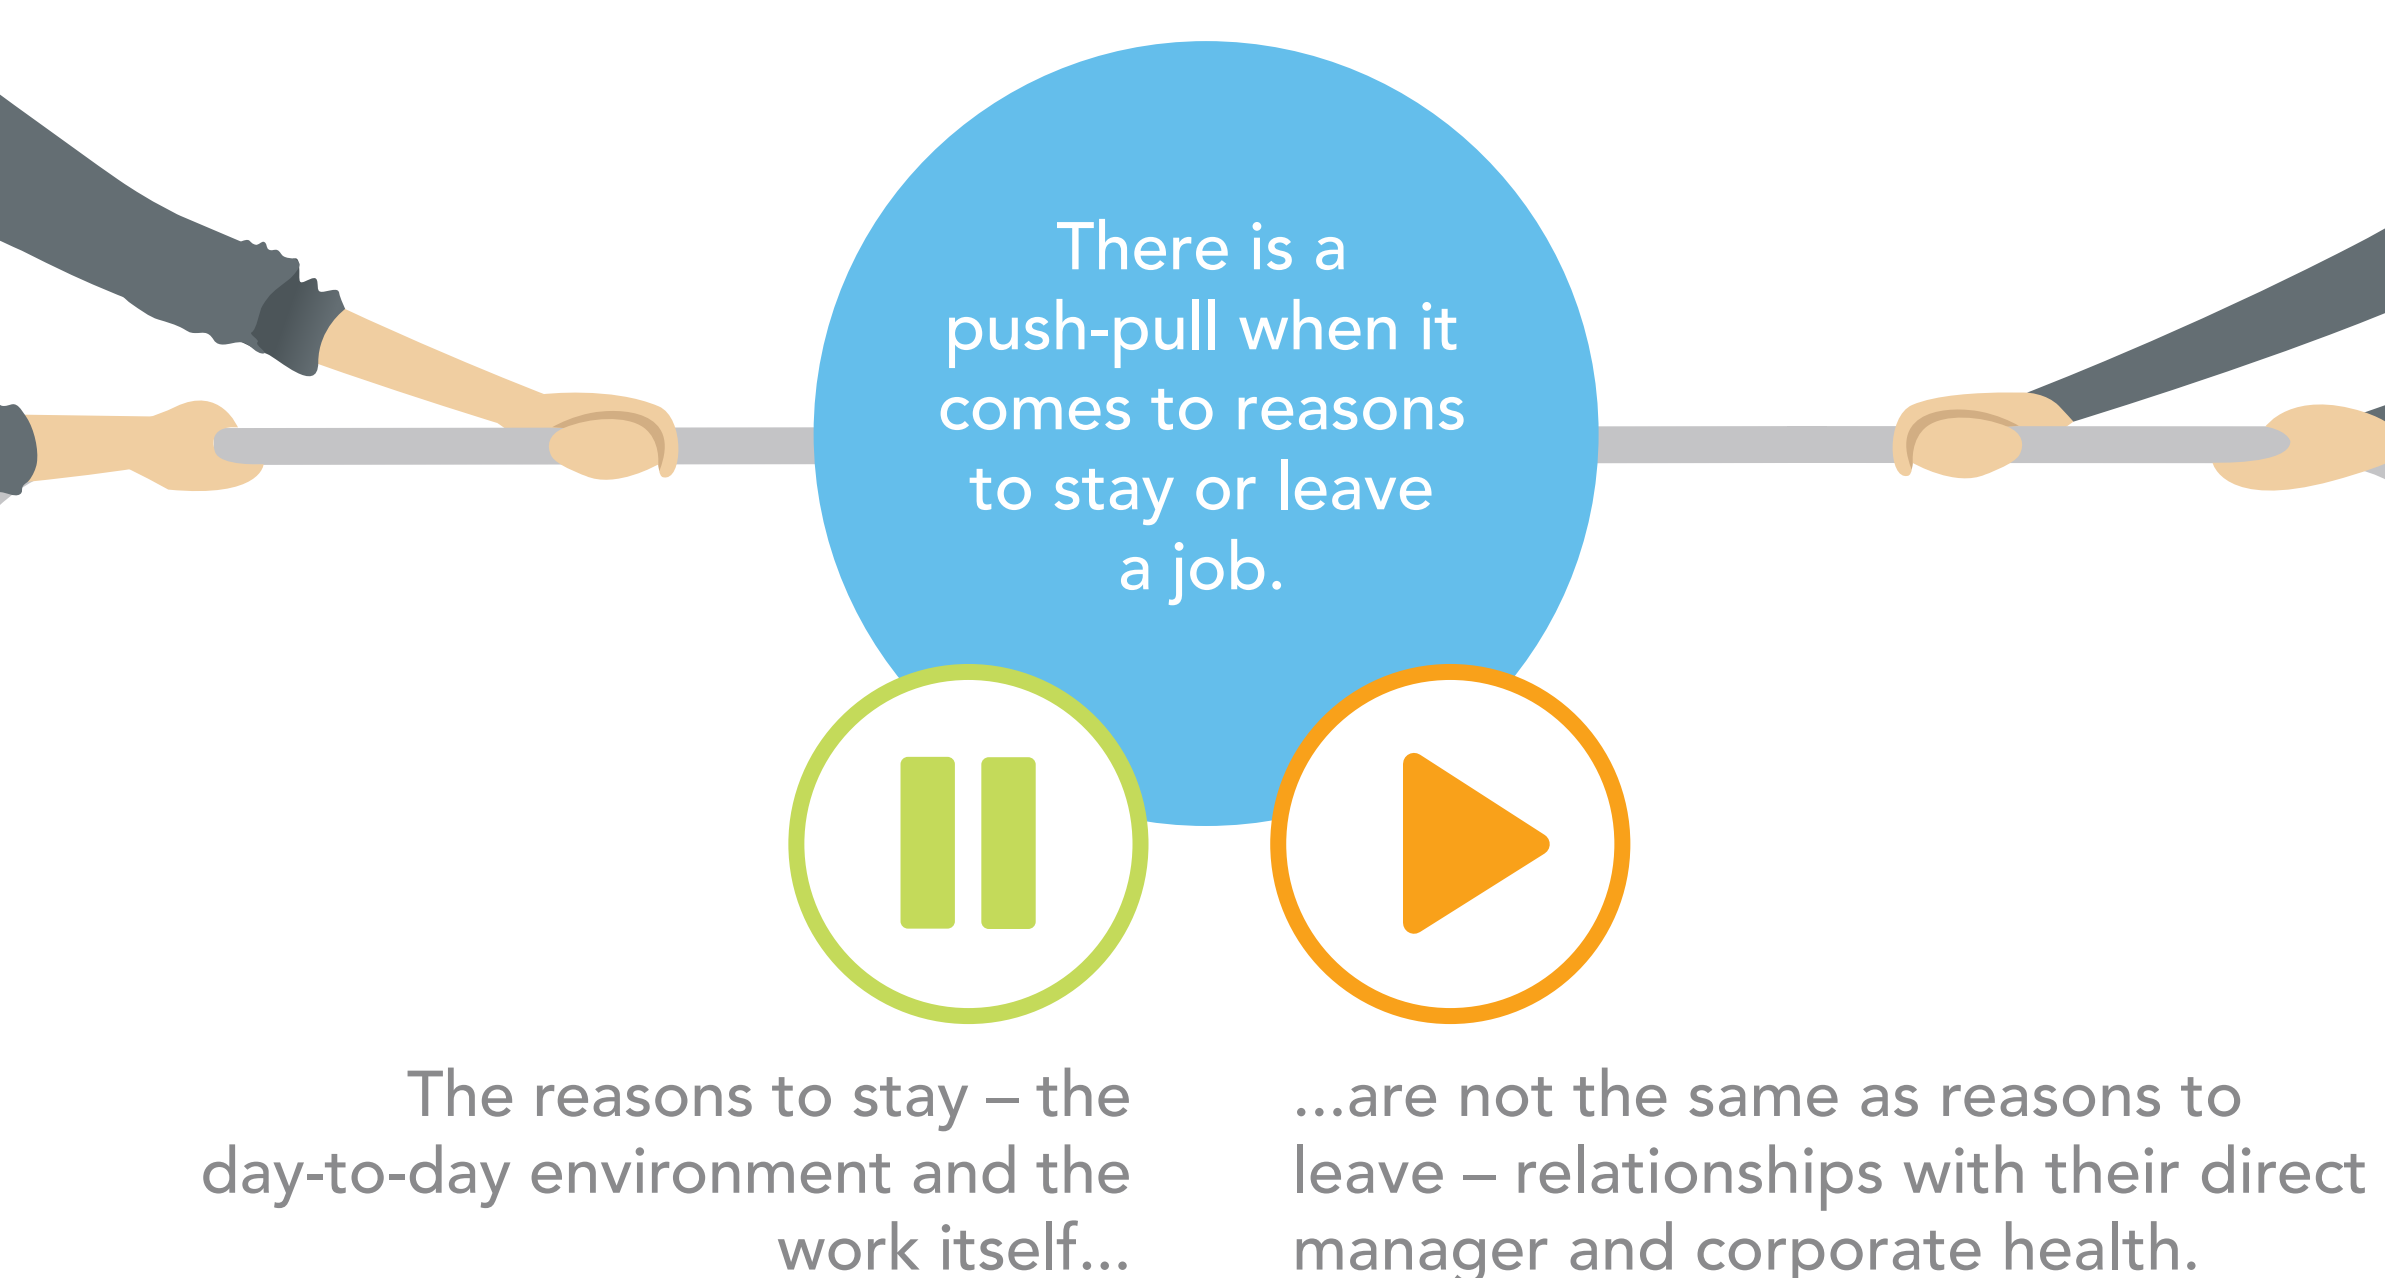 There is a
push-pull when it
comes to reasons
to stay or leave
a job.
The reasons to stay – the
day-to-day environment and the
work itself...
...are not the same as reasons to
leave – relationships with their direct
manager and corporate health.